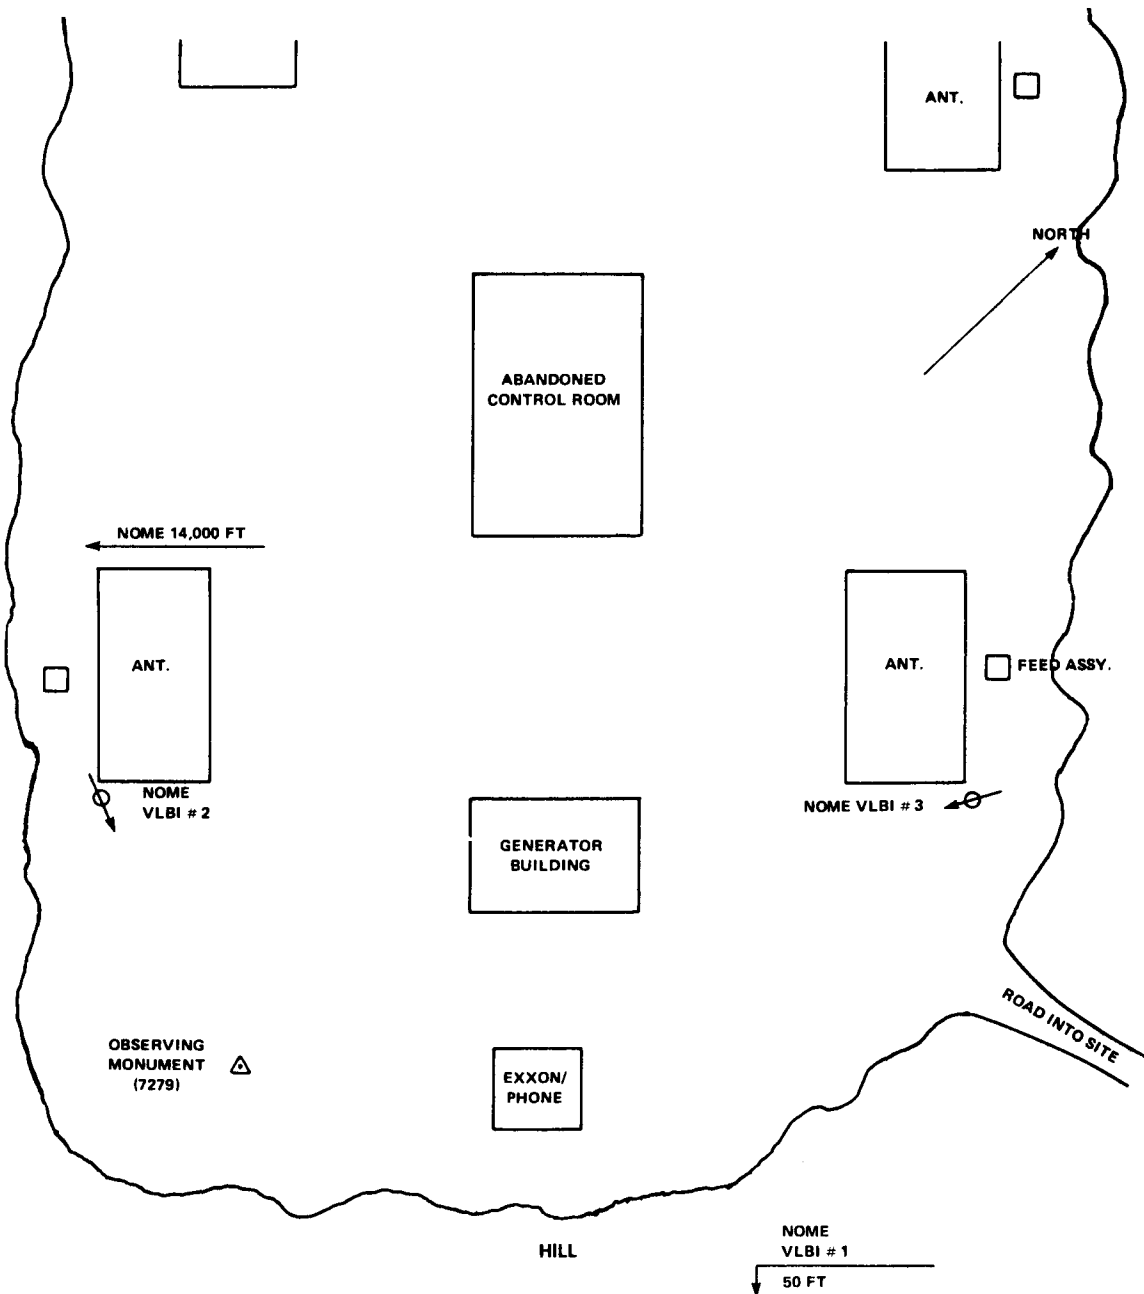 ANT.
NORTH
ABANDONED
CONTROL ROOM
NOME 14,000 FT
ANT.
ANT.
FEED ASSY.
NOME
VLBI # 2
NOME VLBI # 3
GENERATOR
BUILDING
ROAD INTO SITE
OBSERVING
MONUMENT
(7279)
EXXON/
PHONE
HILL
NOME
VLBI # 1
50 FT